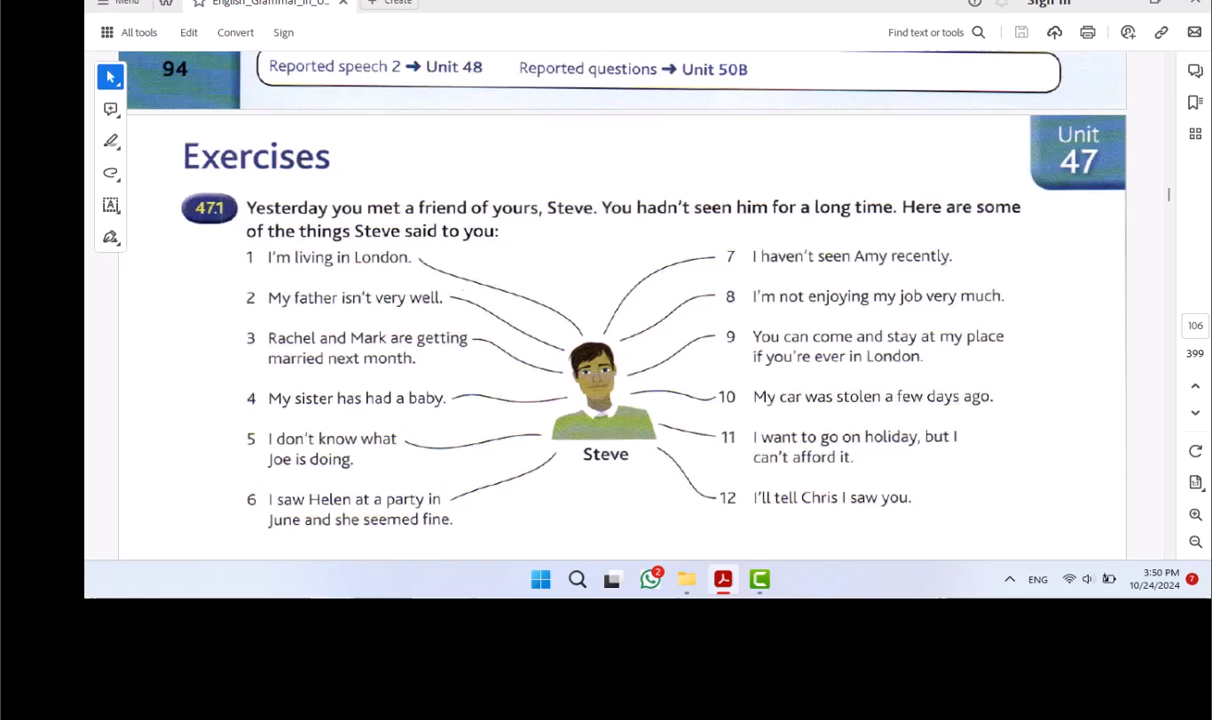 Menu
English_Grammar_in_U...
Create
Sign in
All tools
Edit
Convert
Sign
Find text or tools
94
Reported speech 2 → Unit 48
Reported questions → Unit 50B
Exercises
Unit
47
47.1
Yesterday you met a friend of yours, Steve. You hadn't seen him for a long time. Here are some
of the things Steve said to you:
1 I'm living in London.
2 My father isn't very well.
3 Rachel and Mark are getting
married next month.
4 My sister has had a baby.
5 I don't know what
Joe is doing.
6 I saw Helen at a party in
June and she seemed fine.
Steve
7 I haven't seen Amy recently.
8 I'm not enjoying my job very much.
9 You can come and stay at my place
if you're ever in London.
10 My car was stolen a few days ago.
11 I want to go on holiday, but I
can't afford it.
12 I'll tell Chris I saw you.
106
399
2
ENG
3:50 PM
10/24/2024
7